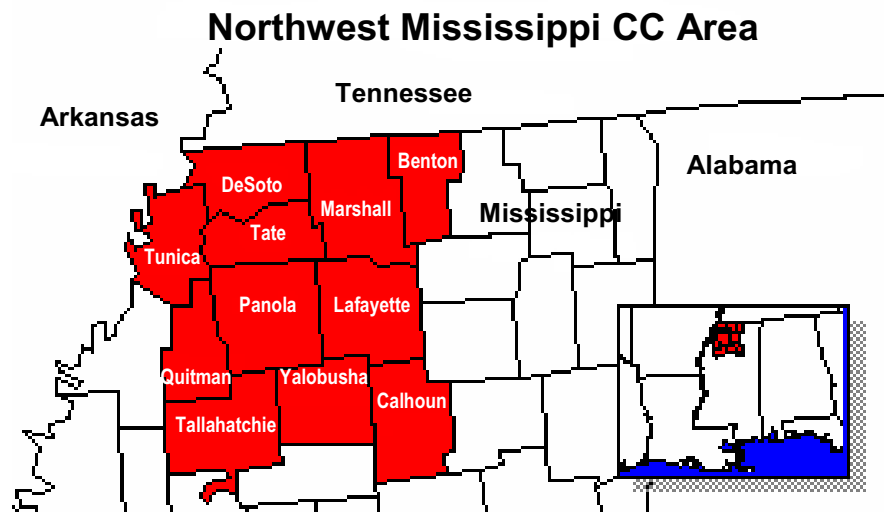 Northwest Mississippi CC Area
Tennessee
Arkansas
Benton
Alabama
DeSoto
Marshall
Mississippi
Tate
Tunica
Panola
Lafayette
Quitman
Yalobusha
Calhoun
Tallahatchie